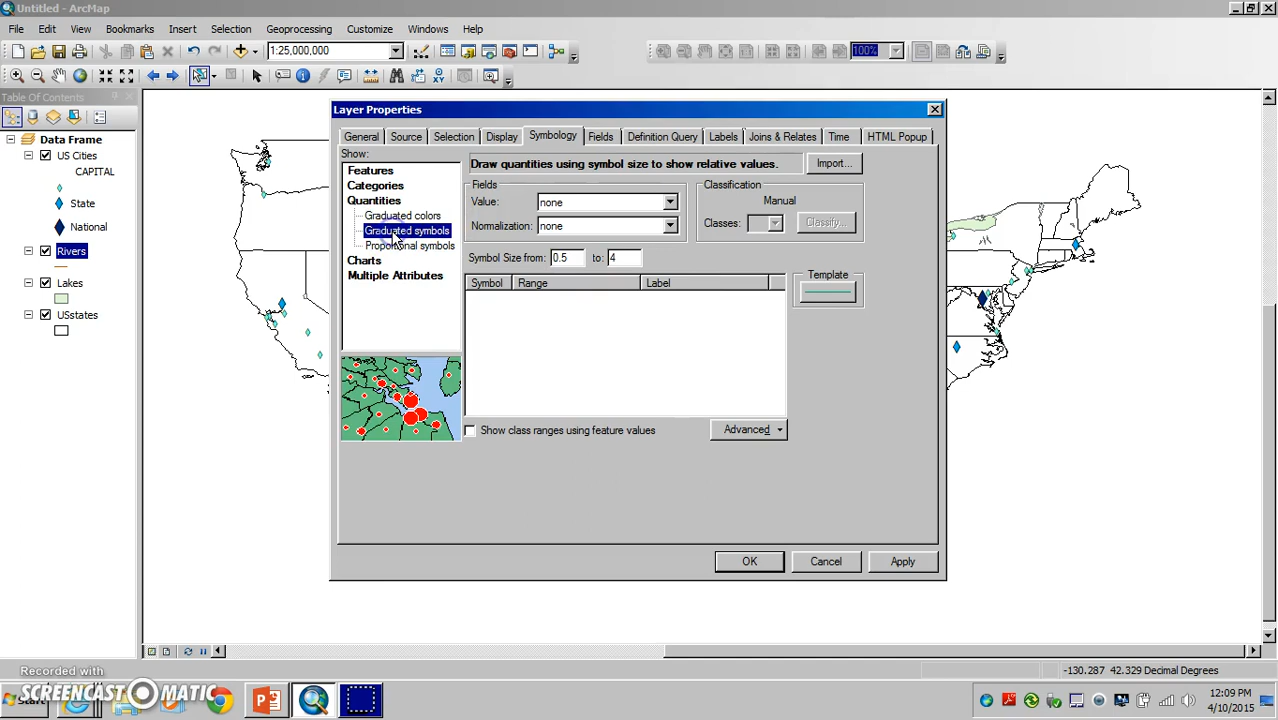 Untitled - ArcMap
File Edit View Bookmarks Insert Selection Geoprocessing Customize Windows Help
1:25,000,000
100%
Table Of Contents
Data Frame
US Cities
CAPITAL
State
National
Rivers
Lakes
USstates
Layer Properties
General Source Selection Display Symbology Fields Definition Query Labels Joins & Relates Time HTML Popup
Show:
Features
Categories
Quantities
Graduated colors
Graduated symbols
Proportional symbols
Charts
Multiple Attributes
Draw quantities using symbol size to show relative values.
Import...
Fields
Value: none
Normalization: none
Classification
Manual
Classes:
Classify...
Symbol Size from: 0.5 to: 4
Symbol Range Label
Template
Show class ranges using feature values
Advanced
OK Cancel Apply
-130.287 42.329 Decimal Degrees
Recorded with
SCREENCAST MATIC
Start
12:09 PM
4/10/2015